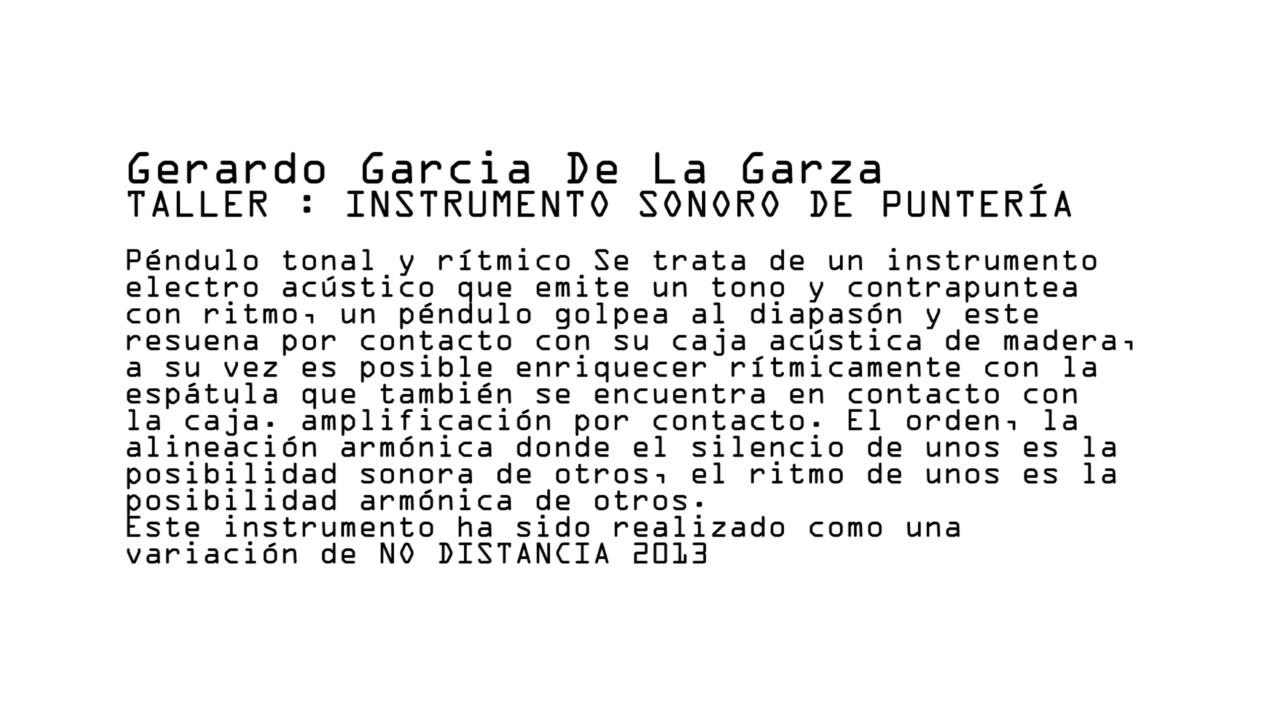 Gerardo Garcia De La Garza
TALLER : INSTRUMENTO SONORO DE PUNTERÍA
Péndulo tonal y rítmico Se trata de un instrumento
electro acústico que emite un tono y contrapuntea
con ritmo, un péndulo golpea al diapasón y este
resuena por contacto con su caja acústica de madera,
a su vez es posible enriquecer rítmicamente con la
espátula que también se encuentra en contacto con
la caja. amplificación por contacto. El orden, la
alineación armónica donde el silencio de unos es la
posibilidad sonora de otros, el ritmo de unos es la
posibilidad armónica de otros.
Este instrumento ha sido realizado como una
variación de NO DISTANCIA 2013